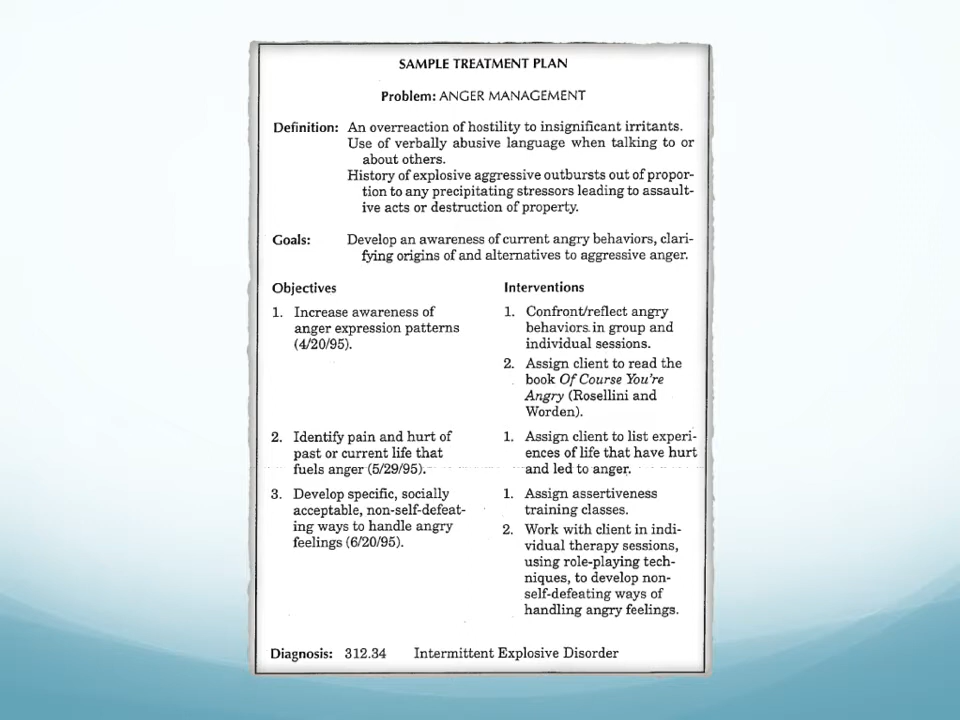 SAMPLE TREATMENT PLAN
Problem: ANGER MANAGEMENT
Definition: An overreaction of hostility to insignificant irritants.
Use of verbally abusive language when talking to or
about others.
History of explosive aggressive outbursts out of propor-
tion to any precipitating stressors leading to assault-
ive acts or destruction of property.
Goals: Develop an awareness of current angry behaviors, clari-
fying origins of and alternatives to aggressive anger.
Objectives
1. Increase awareness of
anger expression patterns
(4/20/95).
Interventions
1. Confront/reflect angry
behaviors in group and
individual sessions.
2. Assign client to read the
book Of Course You're
Angry (Rosellini and
Worden).
2. Identify pain and hurt of
past or current life that
fuels anger (5/29/95).
1. Assign client to list experi-
ences of life that have hurt
and led to anger.
3. Develop specific, socially
acceptable, non-self-defeat-
ing ways to handle angry
feelings (6/20/95).
1. Assign assertiveness
training classes.
2. Work with client in indi-
vidual therapy sessions,
using role-playing tech-
niques, to develop non-
self-defeating ways of
handling angry feelings.
Diagnosis: 312.34 Intermittent Explosive Disorder